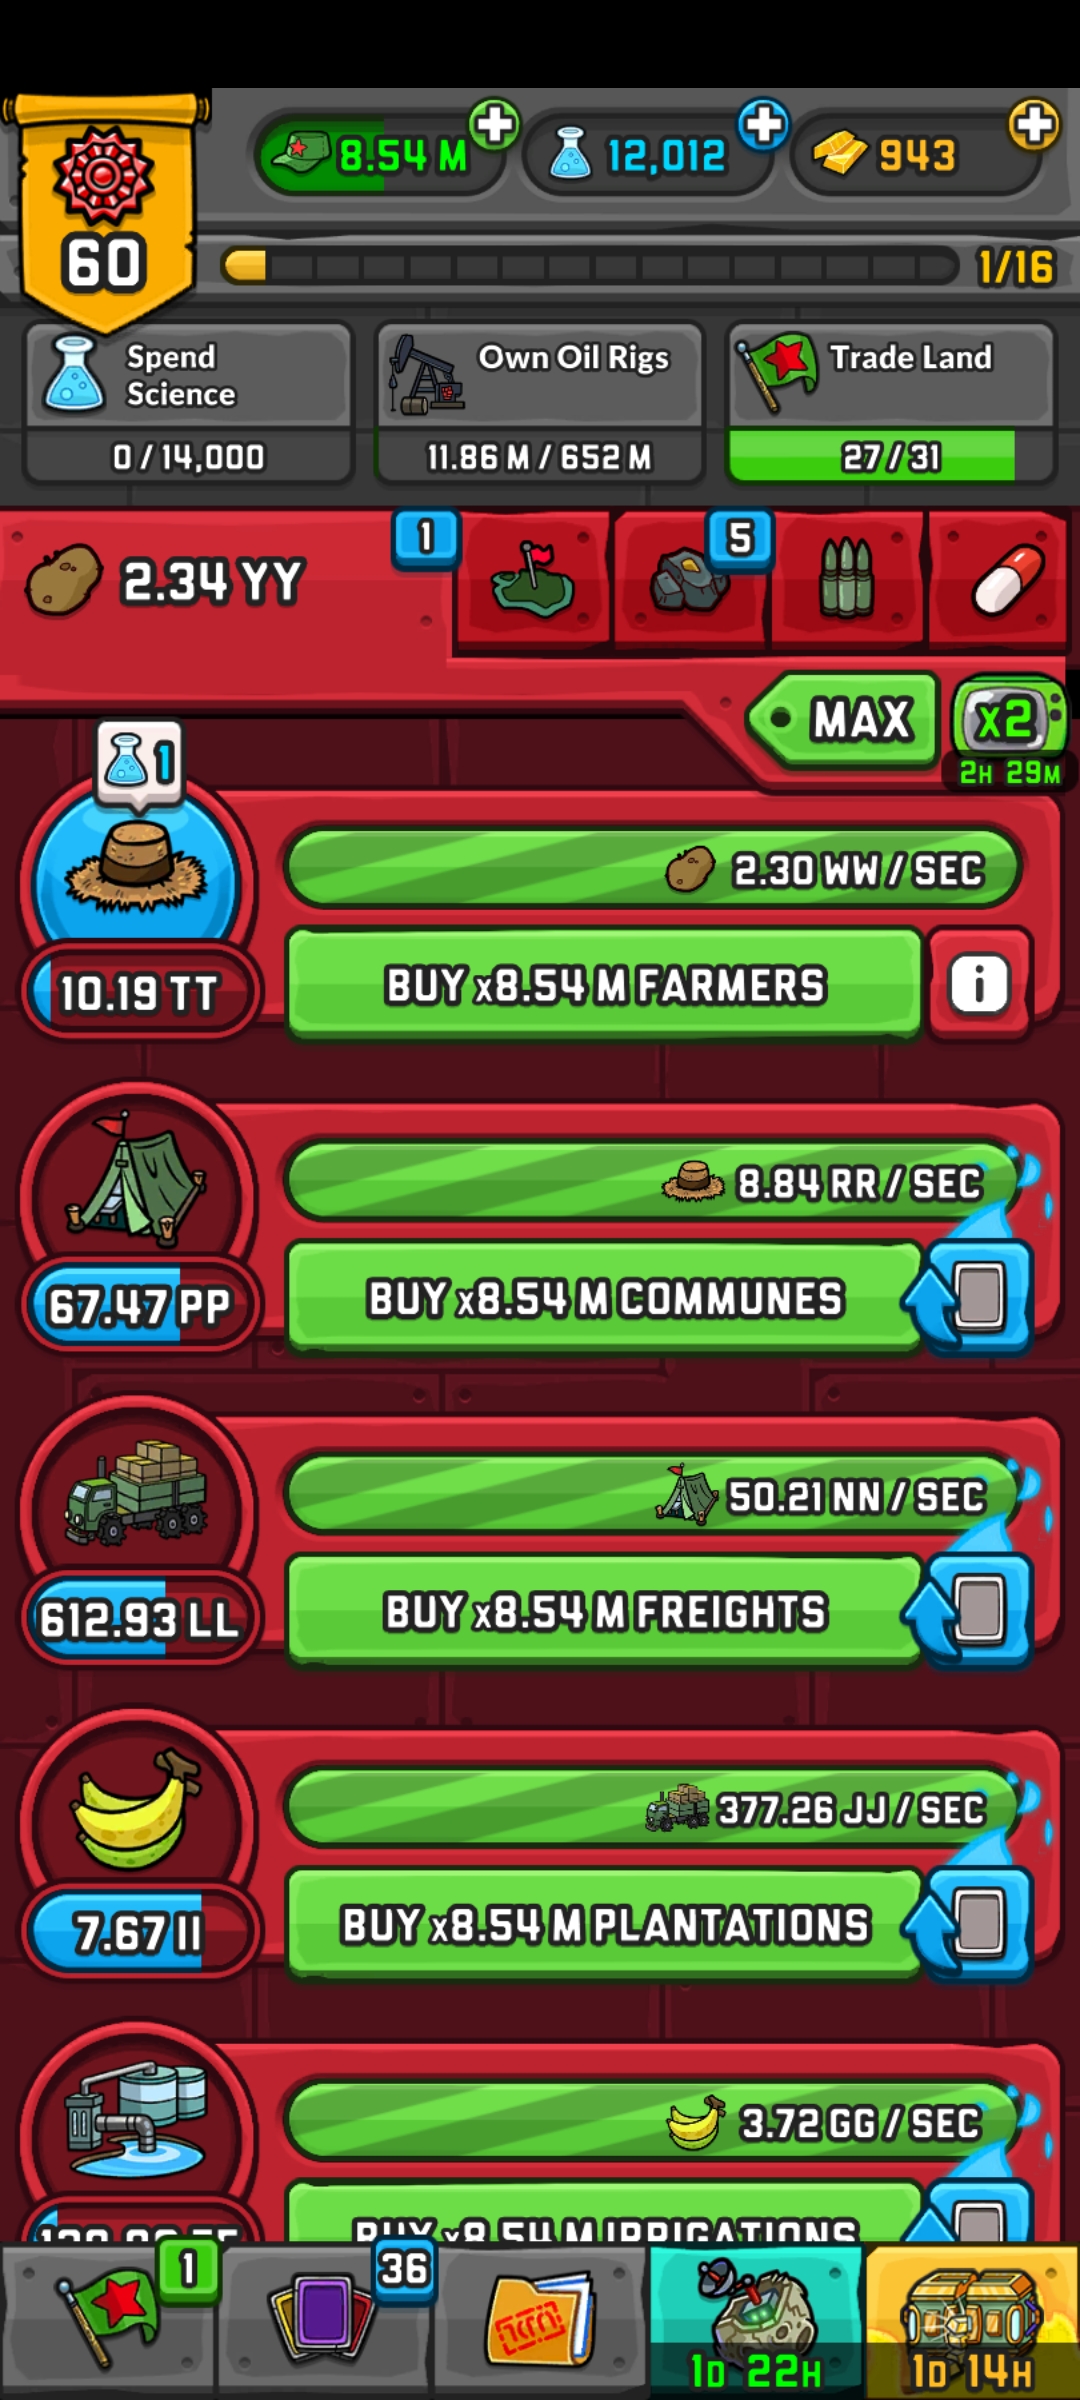 8.54 M
12,012
943
60
1/16
Spend
Science
0/14,000
Own Oil Rigs
11.86 M/652 M
Trade Land
27/31
2.34 YY
1
5
MAX
x2
2H 29M
1
2.30 WW/SEC
10.19 TT
BUY x8.54 M FARMERS
i
8.84 RR/SEC
67.47 PP
BUY x8.54 M COMMUNES
50.21 NN/SEC
612.93 LL
BUY x8.54 M FREIGHTS
377.26 JJ/SEC
7.67 II
BUY x8.54 M PLANTATIONS
3.72 GG/SEC
BUY x8.54 M IRRIGATIONS
1
36
1D 22H
1D 14H